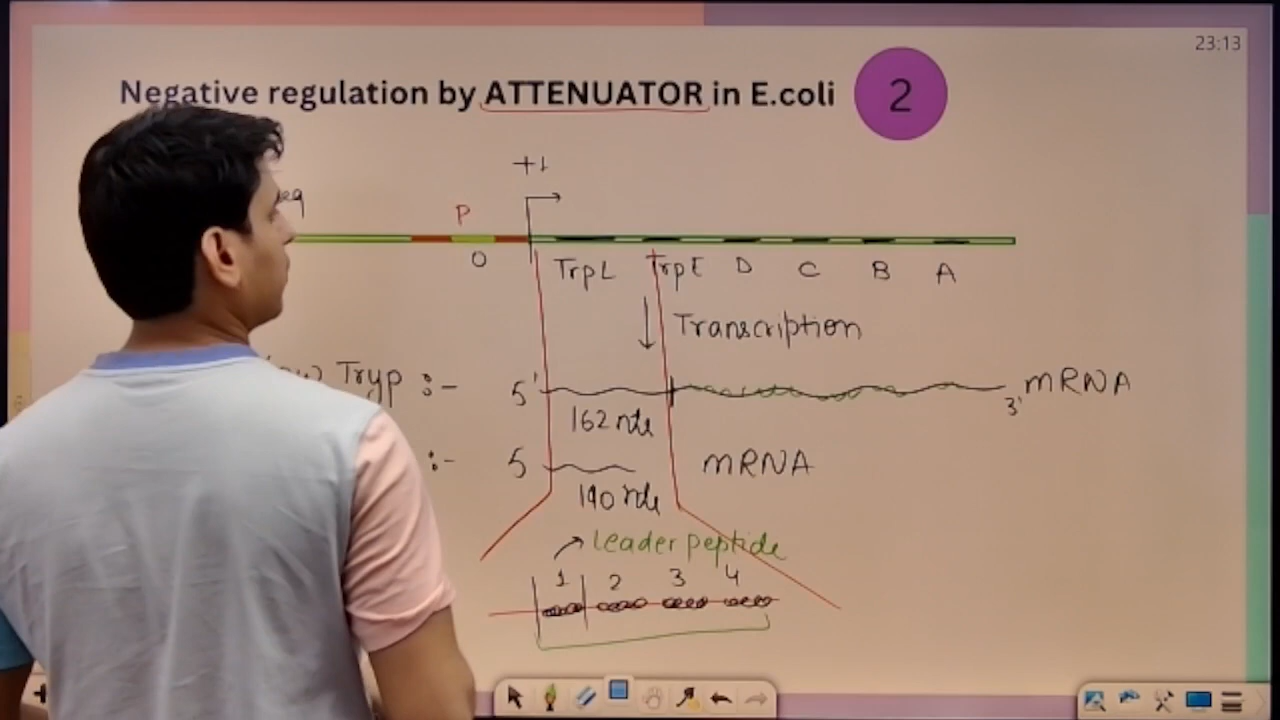 23:13
Negative regulation by ATTENUATOR in E.coli 2
+1
P
O TrpL TrpE D C B A
Transcription
Tryp :- 5' 3' mRNA
162 nts
:- 5 mRNA
140 nts
Leader peptide
1 2 3 4